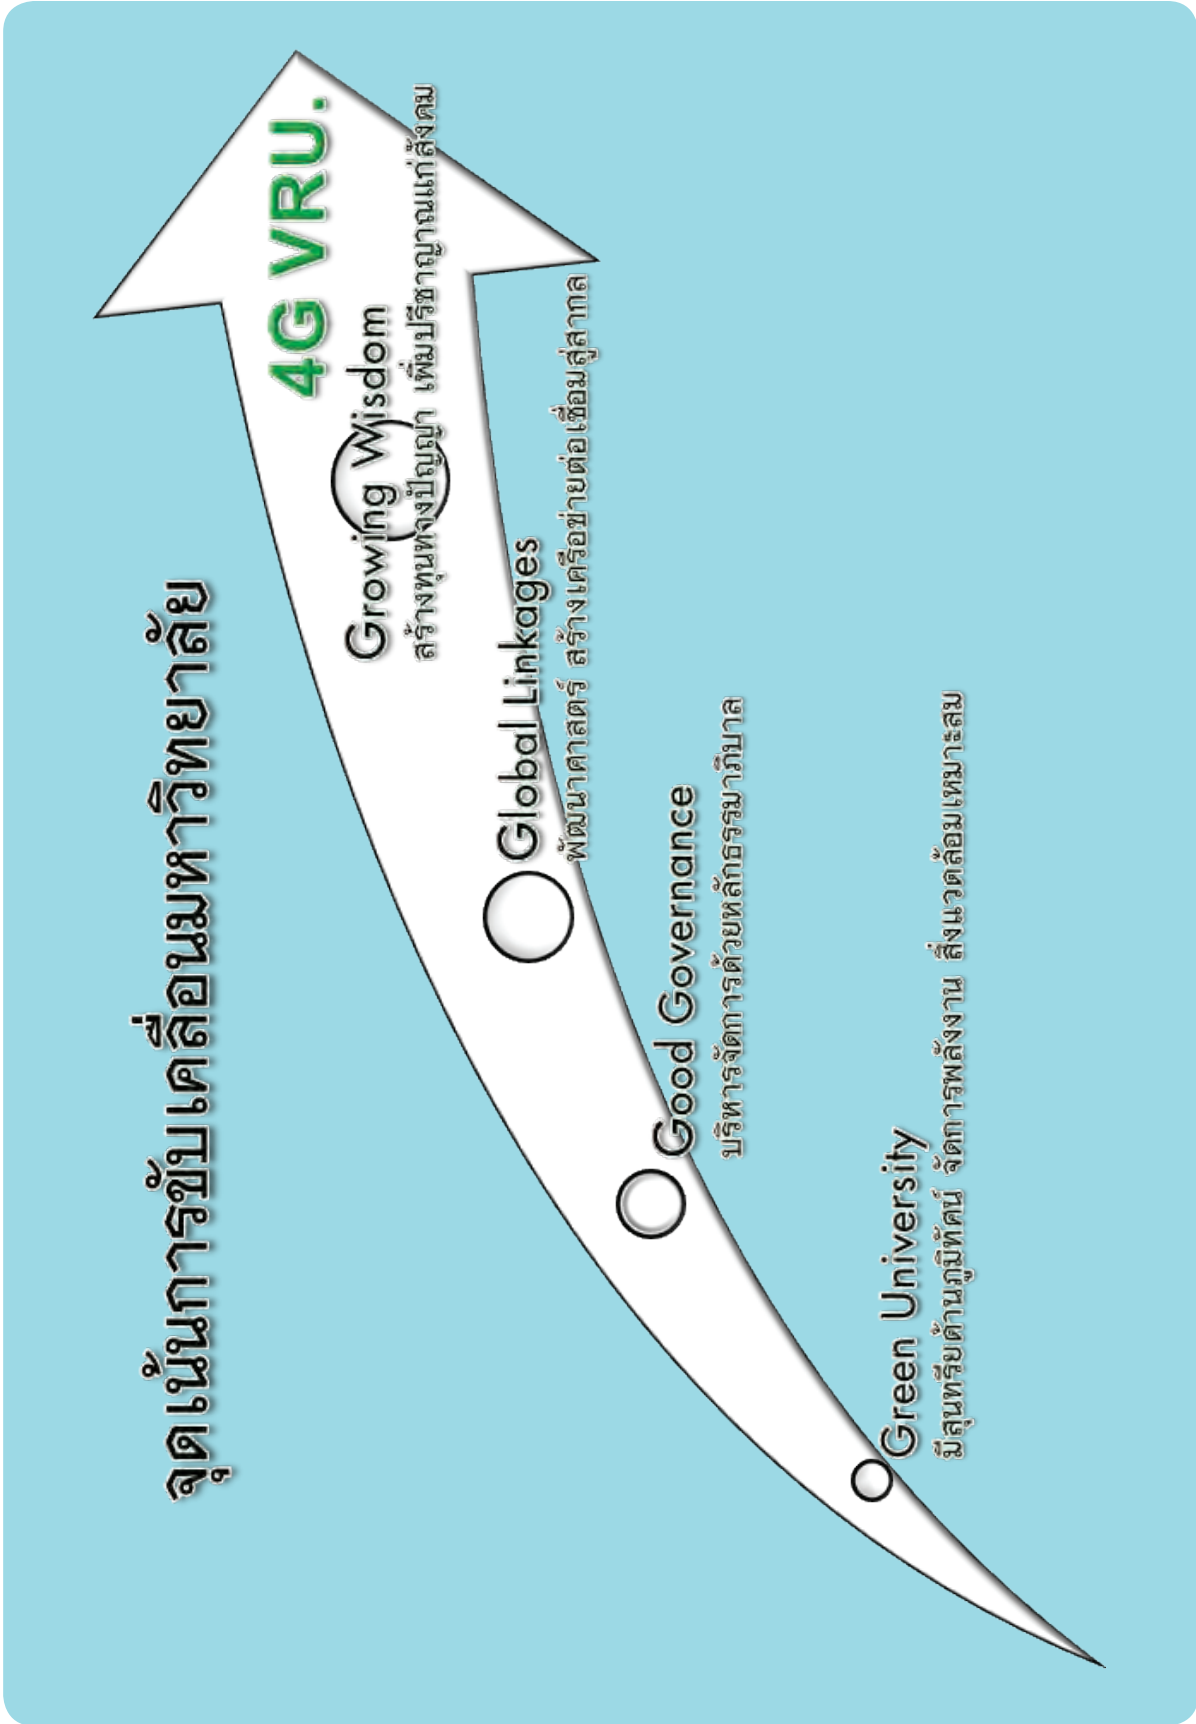 จุดเน้นการขับเคลื่อนมหาวิทยาลัย
4G VRU.
Growing Wisdom
สร้างทุนทางปัญญา เพิ่มปรีชาญาณแก่สังคม
Global Linkages
พัฒนาศาสตร์ สร้างเครือข่ายต่อเชื่อมสู่สากล
Good Governance
บริหารจัดการด้วยหลักธรรมาภิบาล
Green University
มีสุนทรียด้านภูมิทัศน์ จัดการพลังงาน สิ่งแวดล้อมเหมาะสม